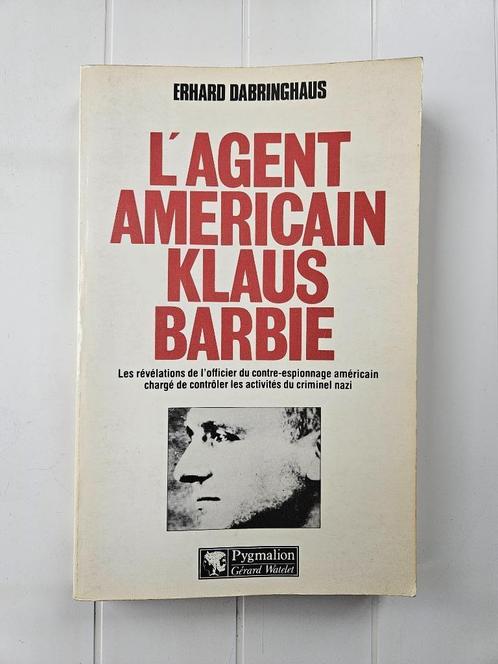 ERHARD DABRINGHAUS
L'AGENT
AMERICAIN
KLAUS
BARBIE
Les révélations de l'officier du contre-espionnage américain
chargé de contrôler les activités du criminel nazi
Pygmalion
Gérard Watelet